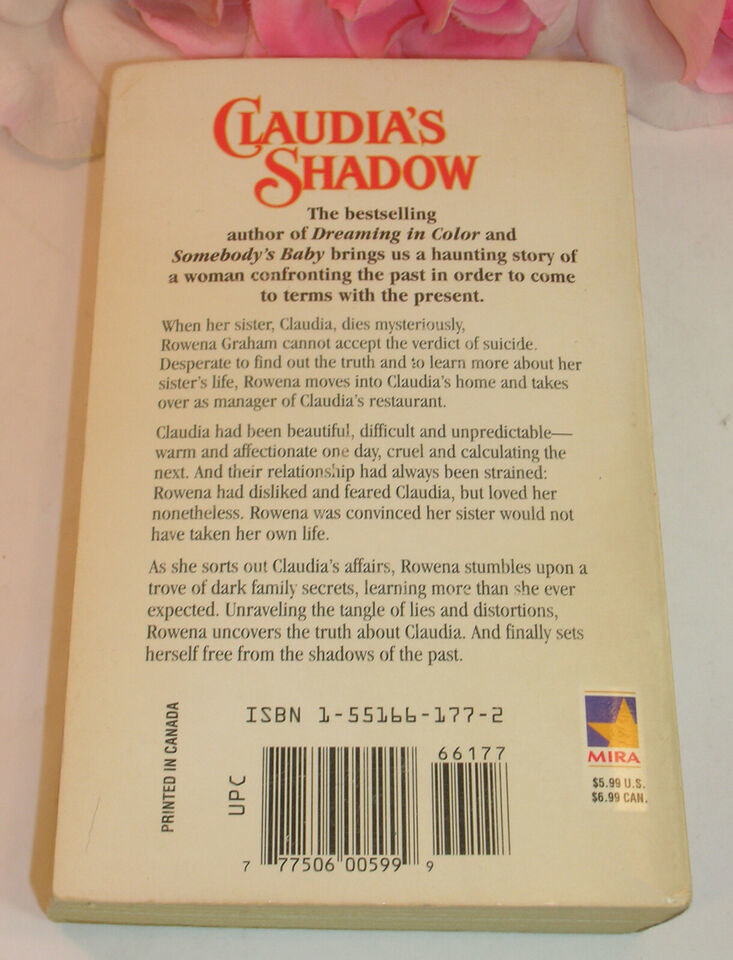 CLAUDIA'S
SHADOW
The bestselling
author of Dreaming in Color and
Somebody's Baby brings us a haunting story of
a woman confronting the past in order to come
to terms with the present.
When her sister, Claudia, dies mysteriously,
Rowena Graham cannot accept the verdict of suicide.
Desperate to find out the truth and to learn more about her
sister's life, Rowena moves into Claudia's home and takes
over as manager of Claudia's restaurant.
Claudia had been beautiful, difficult and unpredictable—
warm and affectionate one day, cruel and calculating the
next. And their relationship had always been strained:
Rowena had disliked and feared Claudia, but loved her
nonetheless. Rowena was convinced her sister would not
have taken her own life.
As she sorts out Claudia's affairs, Rowena stumbles upon a
trove of dark family secrets, learning more than she ever
expected. Unraveling the tangle of lies and distortions,
Rowena uncovers the truth about Claudia. And finally sets
herself free from the shadows of the past.
PRINTED IN CANADA
ISBN 1-55166-177-2
UPC
66177
7 77506 00599 9
MIRA
$5.99 U.S.
$6.99 CAN.